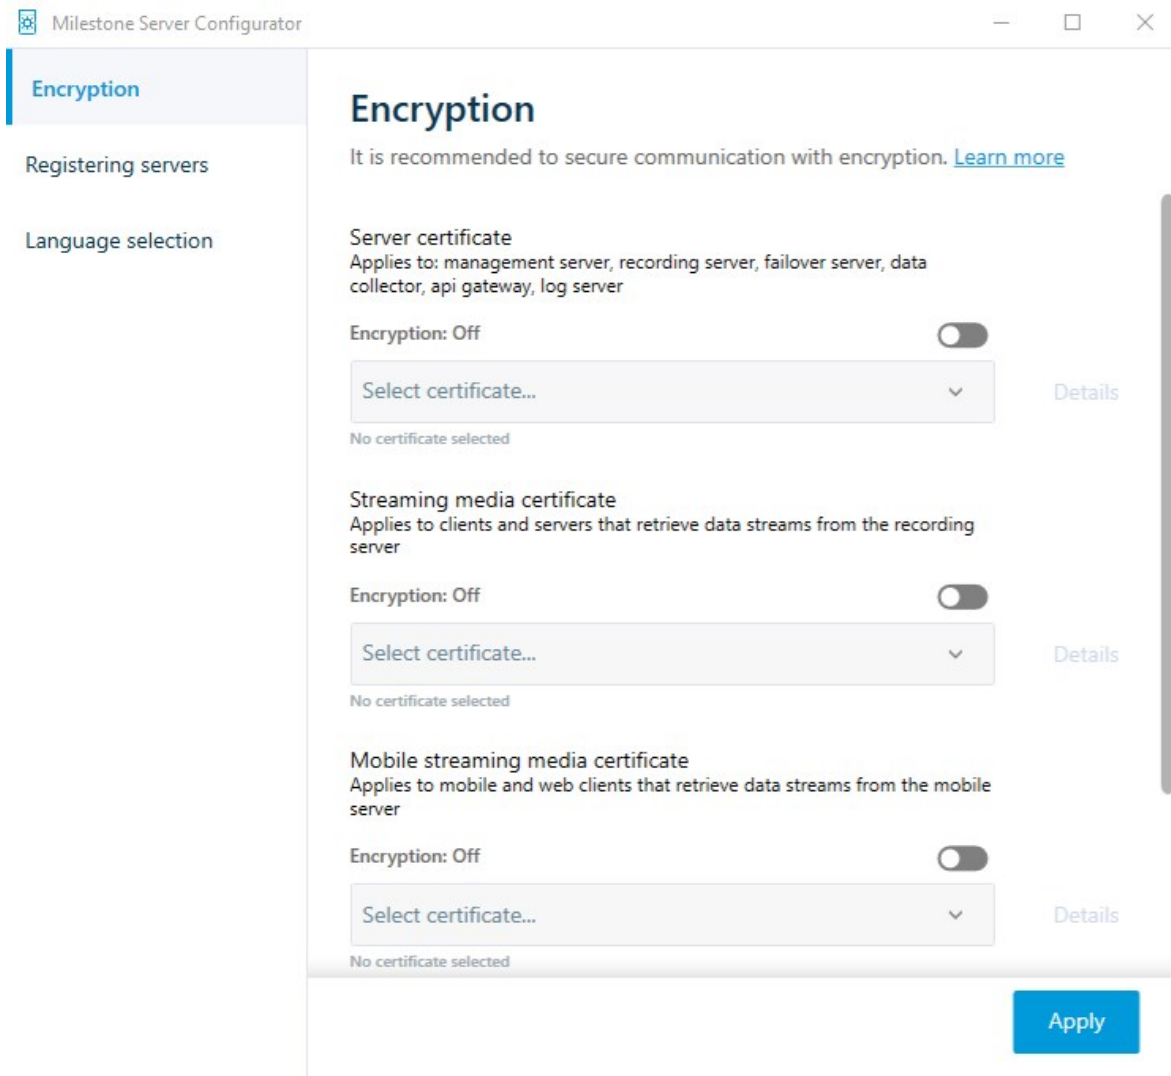 Milestone Server Configurator
Encryption
Registering servers
Language selection
Encryption
It is recommended to secure communication with encryption. Learn more
Server certificate
Applies to: management server, recording server, failover server, data
collector, api gateway, log server
Encryption: Off
Select certificate...
Details
No certificate selected
Streaming media certificate
Applies to clients and servers that retrieve data streams from the recording
server
Encryption: Off
Select certificate...
Details
No certificate selected
Mobile streaming media certificate
Applies to mobile and web clients that retrieve data streams from the mobile
server
Encryption: Off
Select certificate...
Details
No certificate selected
Apply